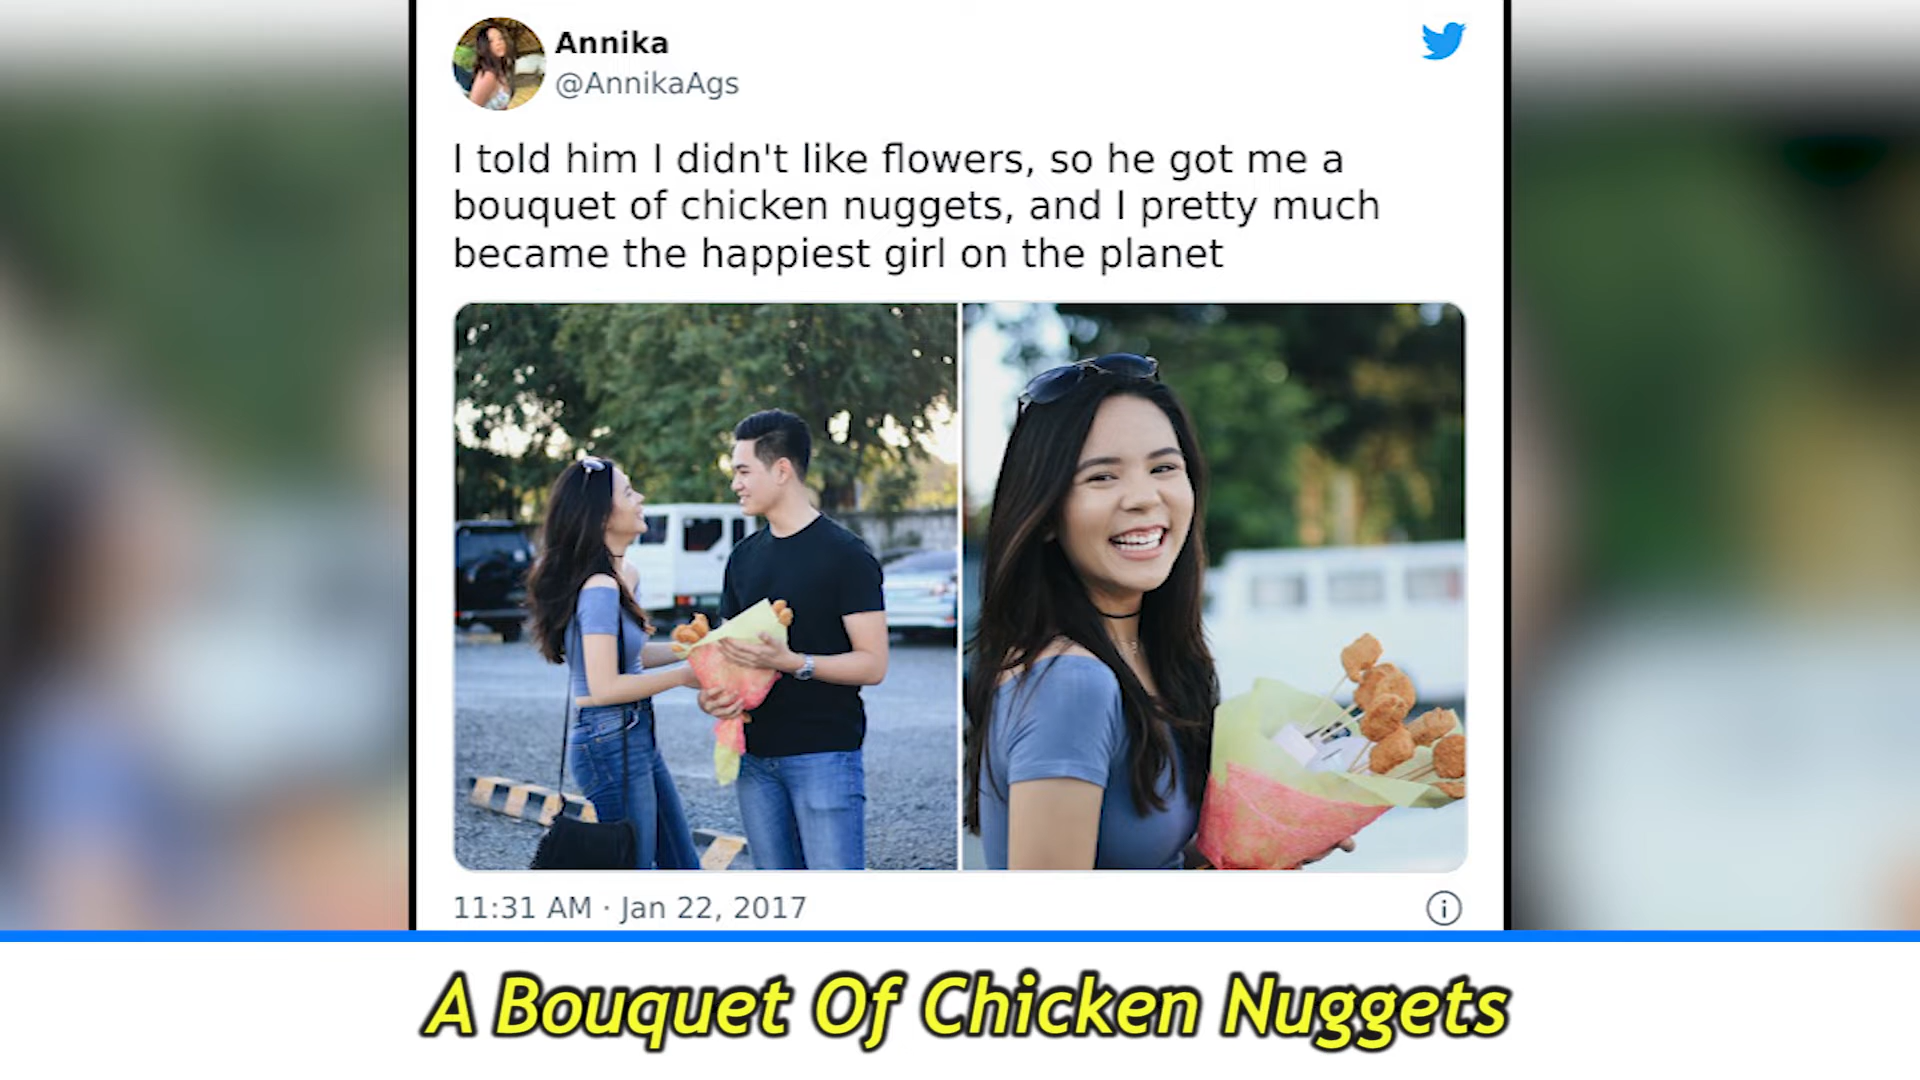 Annika
@AnnikaAgs
I told him I didn't like flowers, so he got me a
bouquet of chicken nuggets, and I pretty much
became the happiest girl on the planet
11:31 AM · Jan 22, 2017
A Bouquet Of Chicken Nuggets